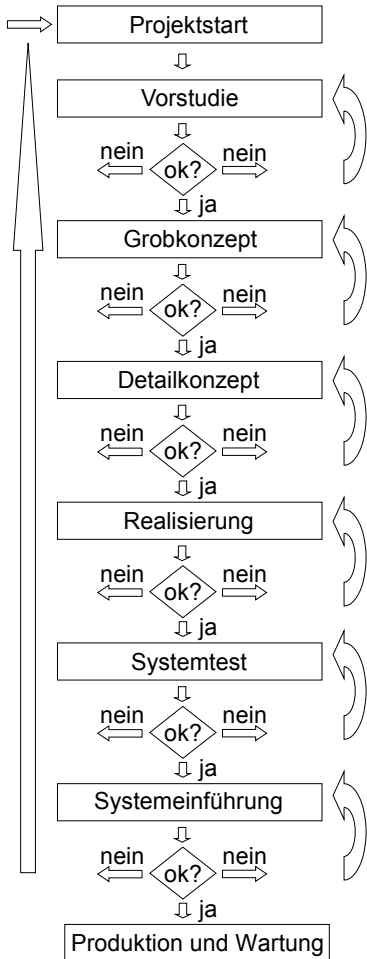 Projektstart
Vorstudie
nein ok? nein
ja
Grobkonzept
nein ok? nein
ja
Detailkonzept
nein ok? nein
ja
Realisierung
nein ok? nein
ja
Systemtest
nein ok? nein
ja
Systemeinführung
nein ok? nein
ja
Produktion und Wartung